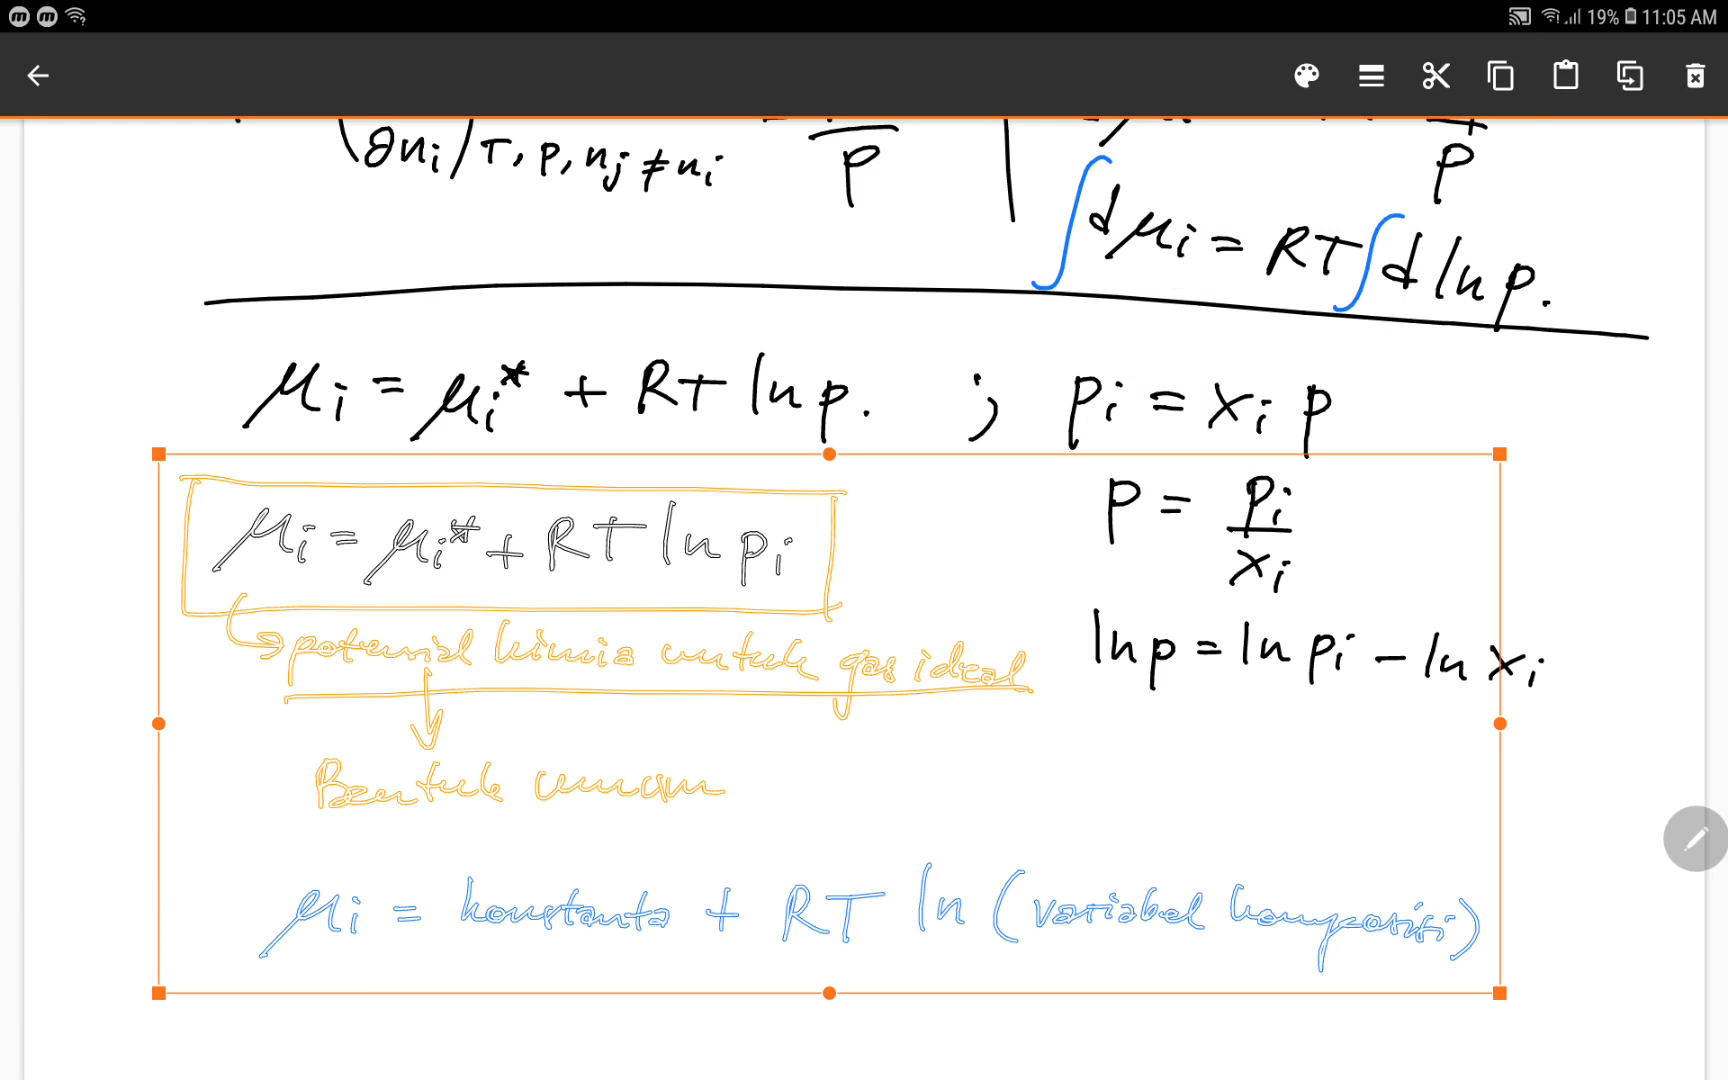 19% 11:05 AM
(∂ni) T, p, nj ≠ ni
p
p
∫dμi = RT∫d ln p.
μi = μi* + RT ln p. ; pi = xi p
μi = μi* + RT ln pi
p = pi / xi
potensial kimia untuk gas ideal
ln p = ln pi – ln xi
Bentuk umum
μi = konstanta + RT ln (variabel komposisi)